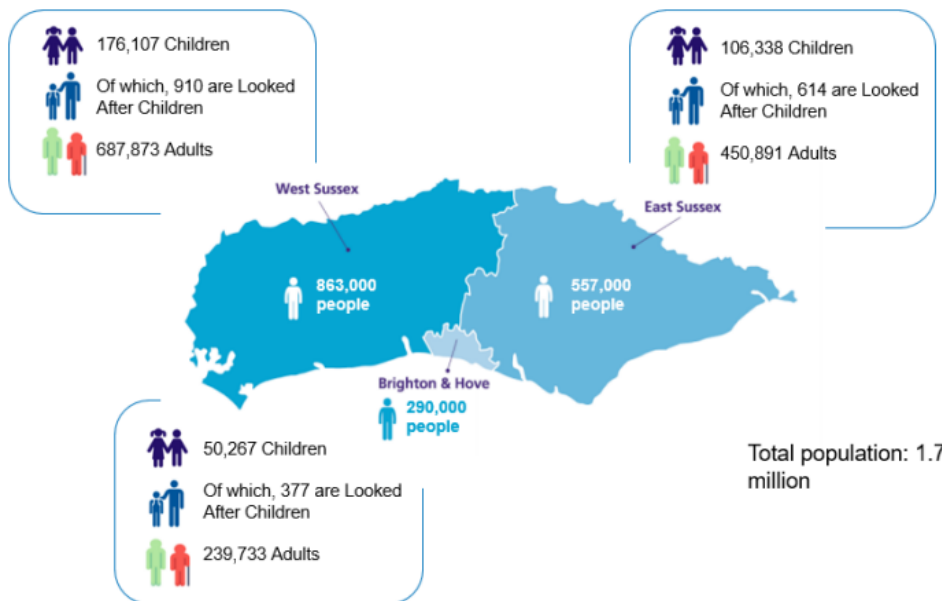 176,107 Children
Of which, 910 are Looked
After Children
687,873 Adults
106,338 Children
Of which, 614 are Looked
After Children
450,891 Adults
West Sussex
East Sussex
863,000
people
557,000
people
Brighton & Hove
290,000
people
50,267 Children
Of which, 377 are Looked
After Children
239,733 Adults
Total population: 1.7
million